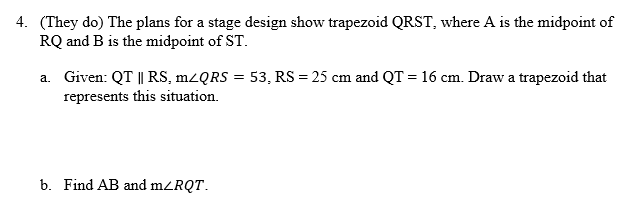 4. (They do) The plans for a stage design show trapezoid QRST, where A is the midpoint of
RQ and B is the midpoint of ST.
a. Given: QT || RS, m∠QRS = 53, RS = 25 cm and QT = 16 cm. Draw a trapezoid that
represents this situation.
b. Find AB and m∠RQT.